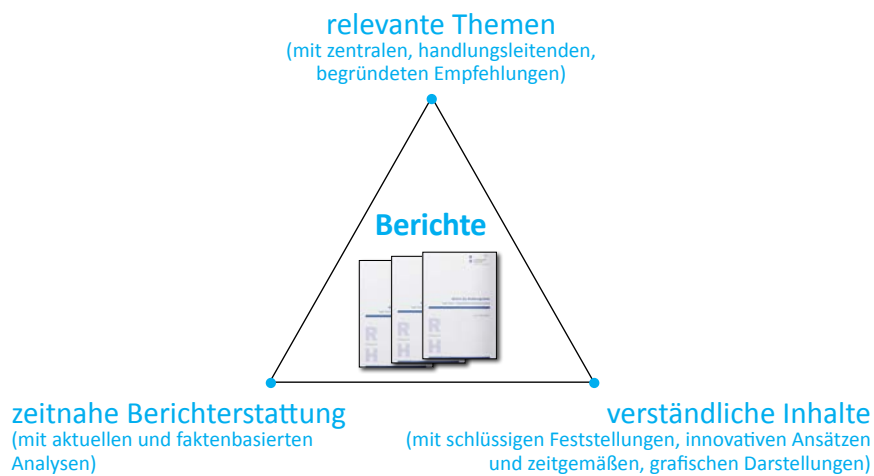 relevante Themen
(mit zentralen, handlungsleitenden,
begründeten Empfehlungen)
Berichte
R
H
R
H
R
H
zeitnahe Berichterstattung
(mit aktuellen und faktenbasierten
Analysen)
verständliche Inhalte
(mit schlüssigen Feststellungen, innovativen Ansätzen
und zeitgemäßen, grafischen Darstellungen)